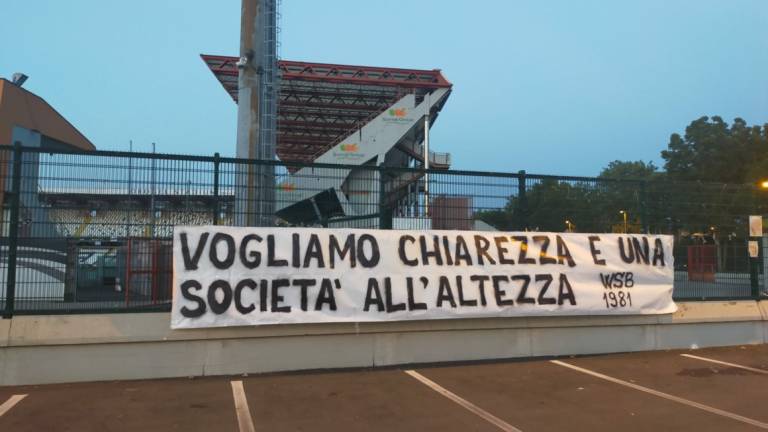 VOGLIAMO CHIAREZZA E UNA
SOCIETA' ALL'ALTEZZA
WSB
1981